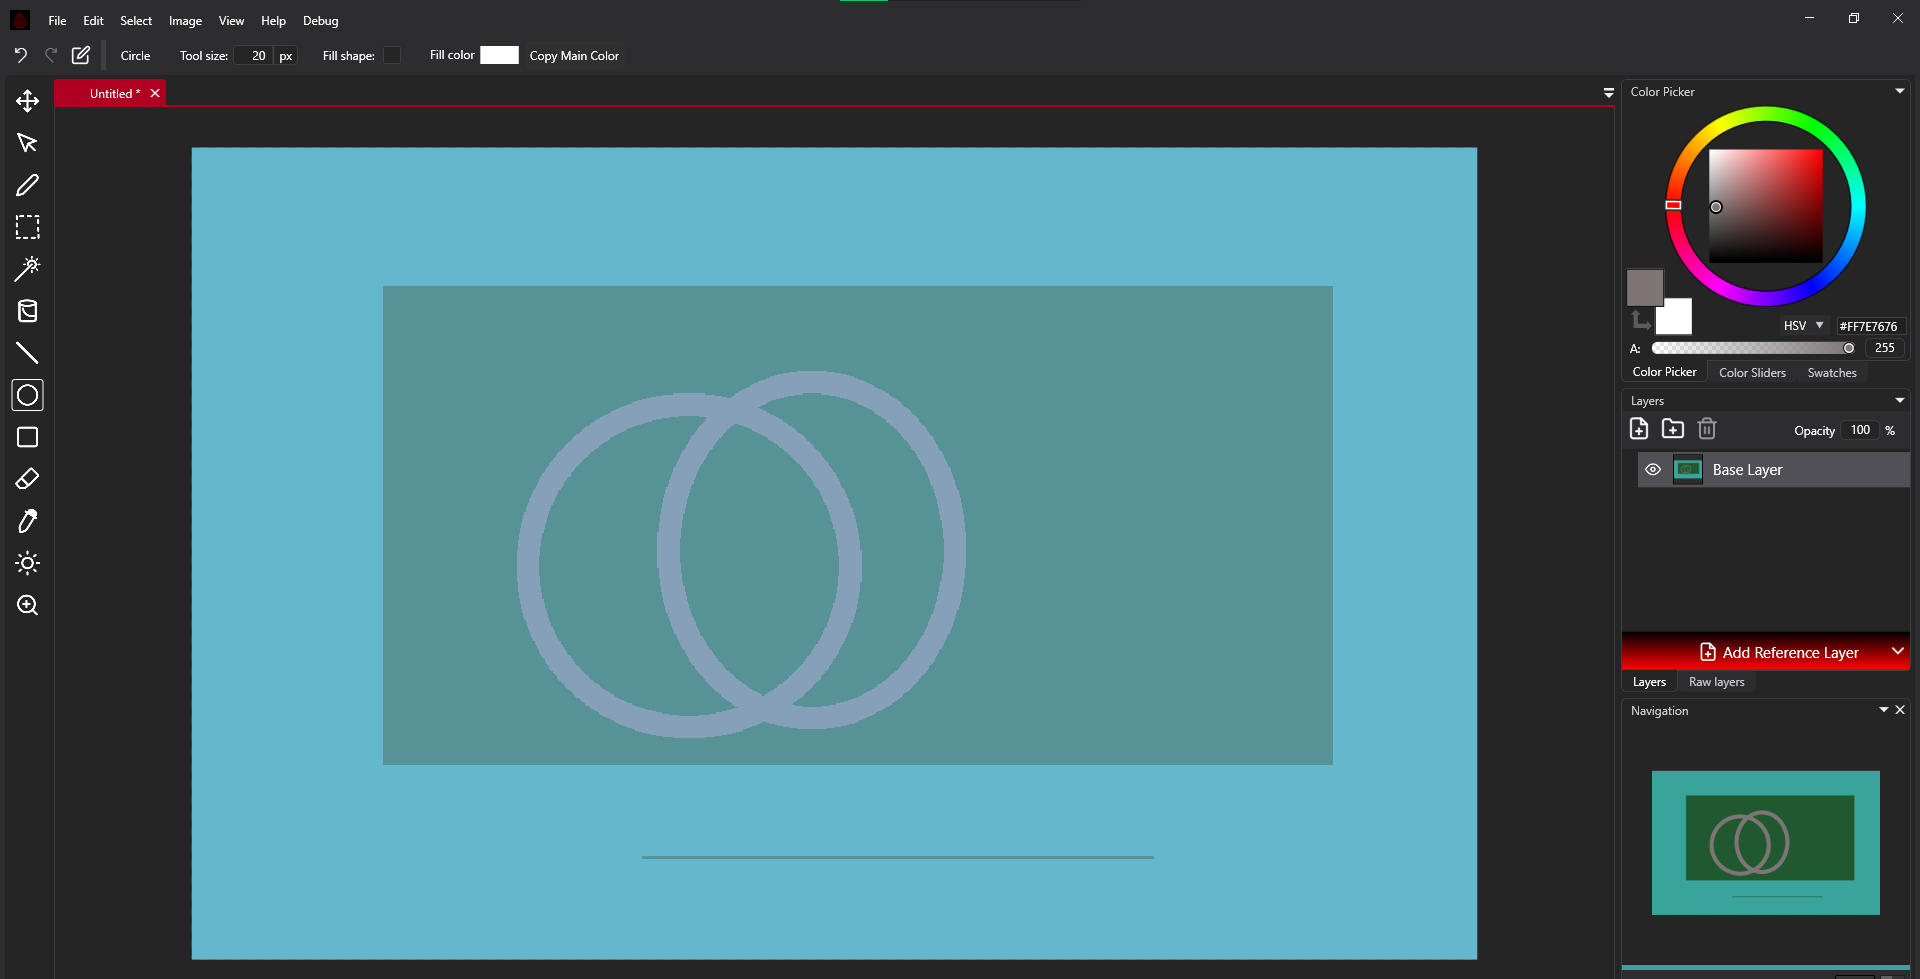 File Edit Select Image View Help Debug
Circle Tool size: 20 px Fill shape: Fill color Copy Main Color
Untitled *
Color Picker
HSV #FF7E7676
A: 255
Color Picker Color Sliders Swatches
Layers
Opacity 100 %
Base Layer
Add Reference Layer
Layers Raw layers
Navigation